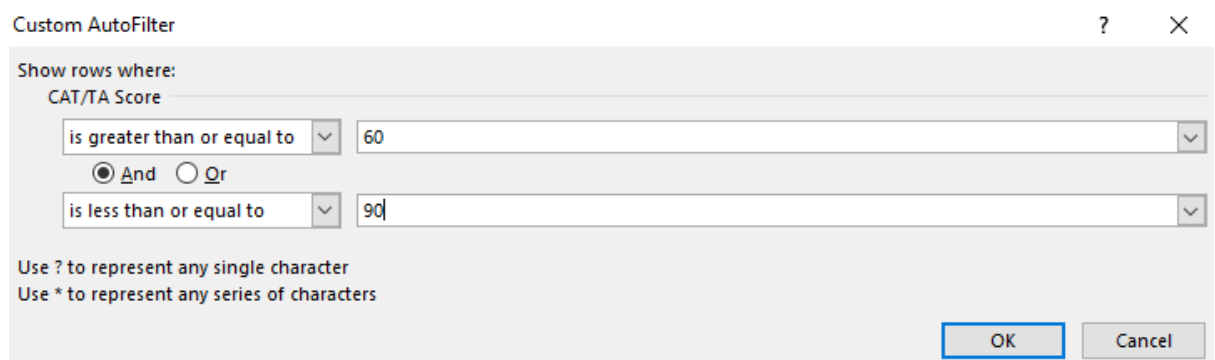 Custom AutoFilter ?
Show rows where:
CAT/TA Score
is greater than or equal to 60
And Or
is less than or equal to 90
Use ? to represent any single character
Use * to represent any series of characters
OK Cancel